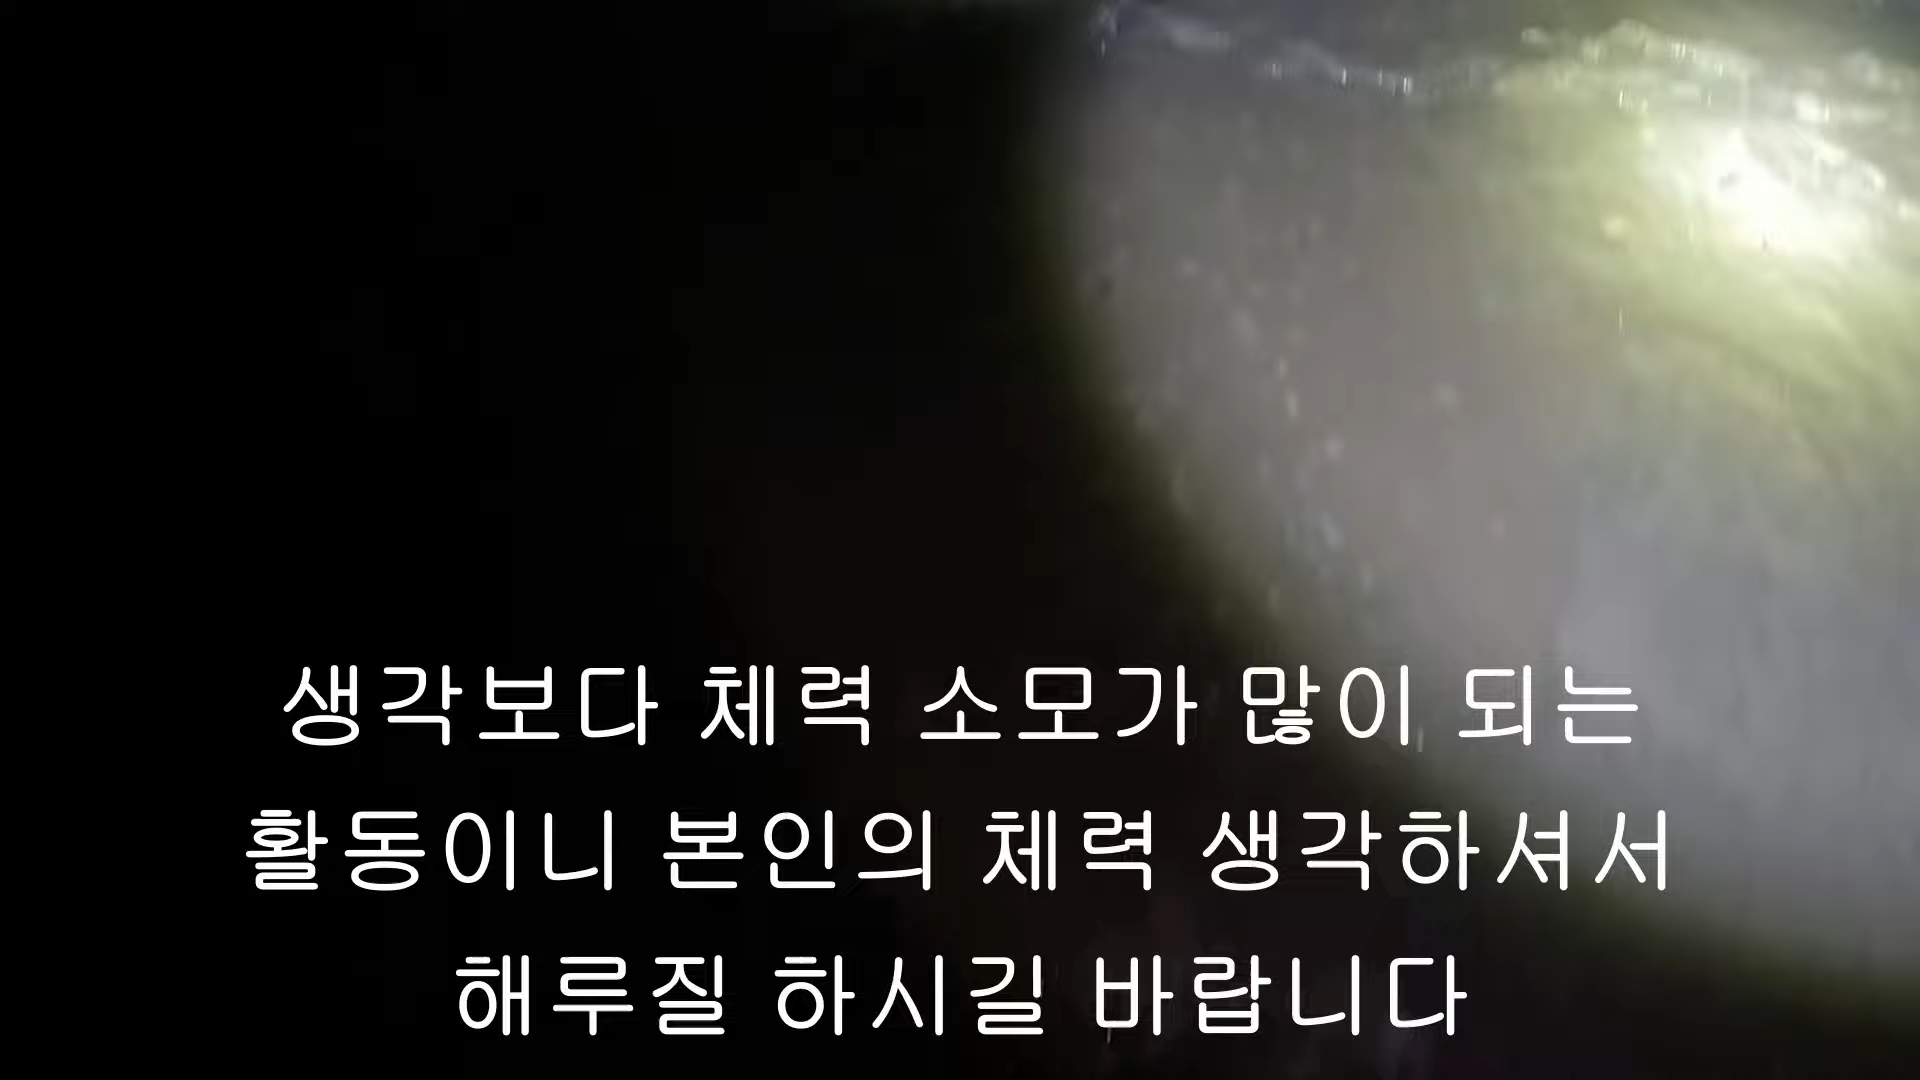 생각보다 체력 소모가 많이 되는
활동이니 본인의 체력 생각하셔서
해루질 하시길 바랍니다